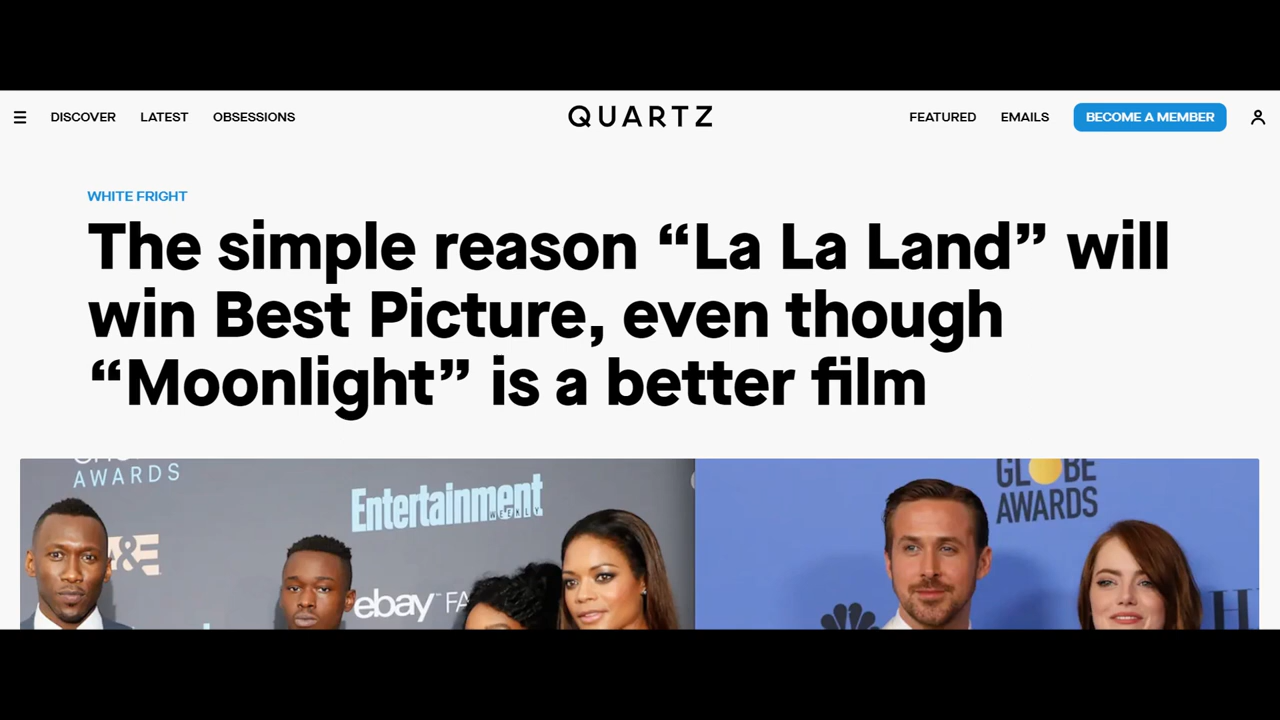 DISCOVER LATEST OBSESSIONS QUARTZ FEATURED EMAILS BECOME A MEMBER
WHITE FRIGHT
The simple reason “La La Land” will
win Best Picture, even though
“Moonlight” is a better film
AWARDS
Entertainment
WEEKLY
A&E
ebay
FA
GLOBE
AWARDS
H